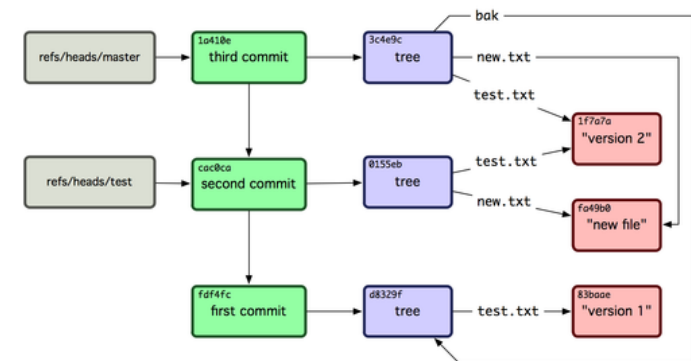 bak
1a410e
3c4e9c
refs/heads/master
third commit
tree
new.txt
test.txt
1f7a7a
"version 2"
cac0ca
0155eb
refs/heads/test
second commit
tree
test.txt
new.txt
fa49b0
"new file"
fdf4fc
d8329f
83baae
first commit
tree
test.txt
"version 1"